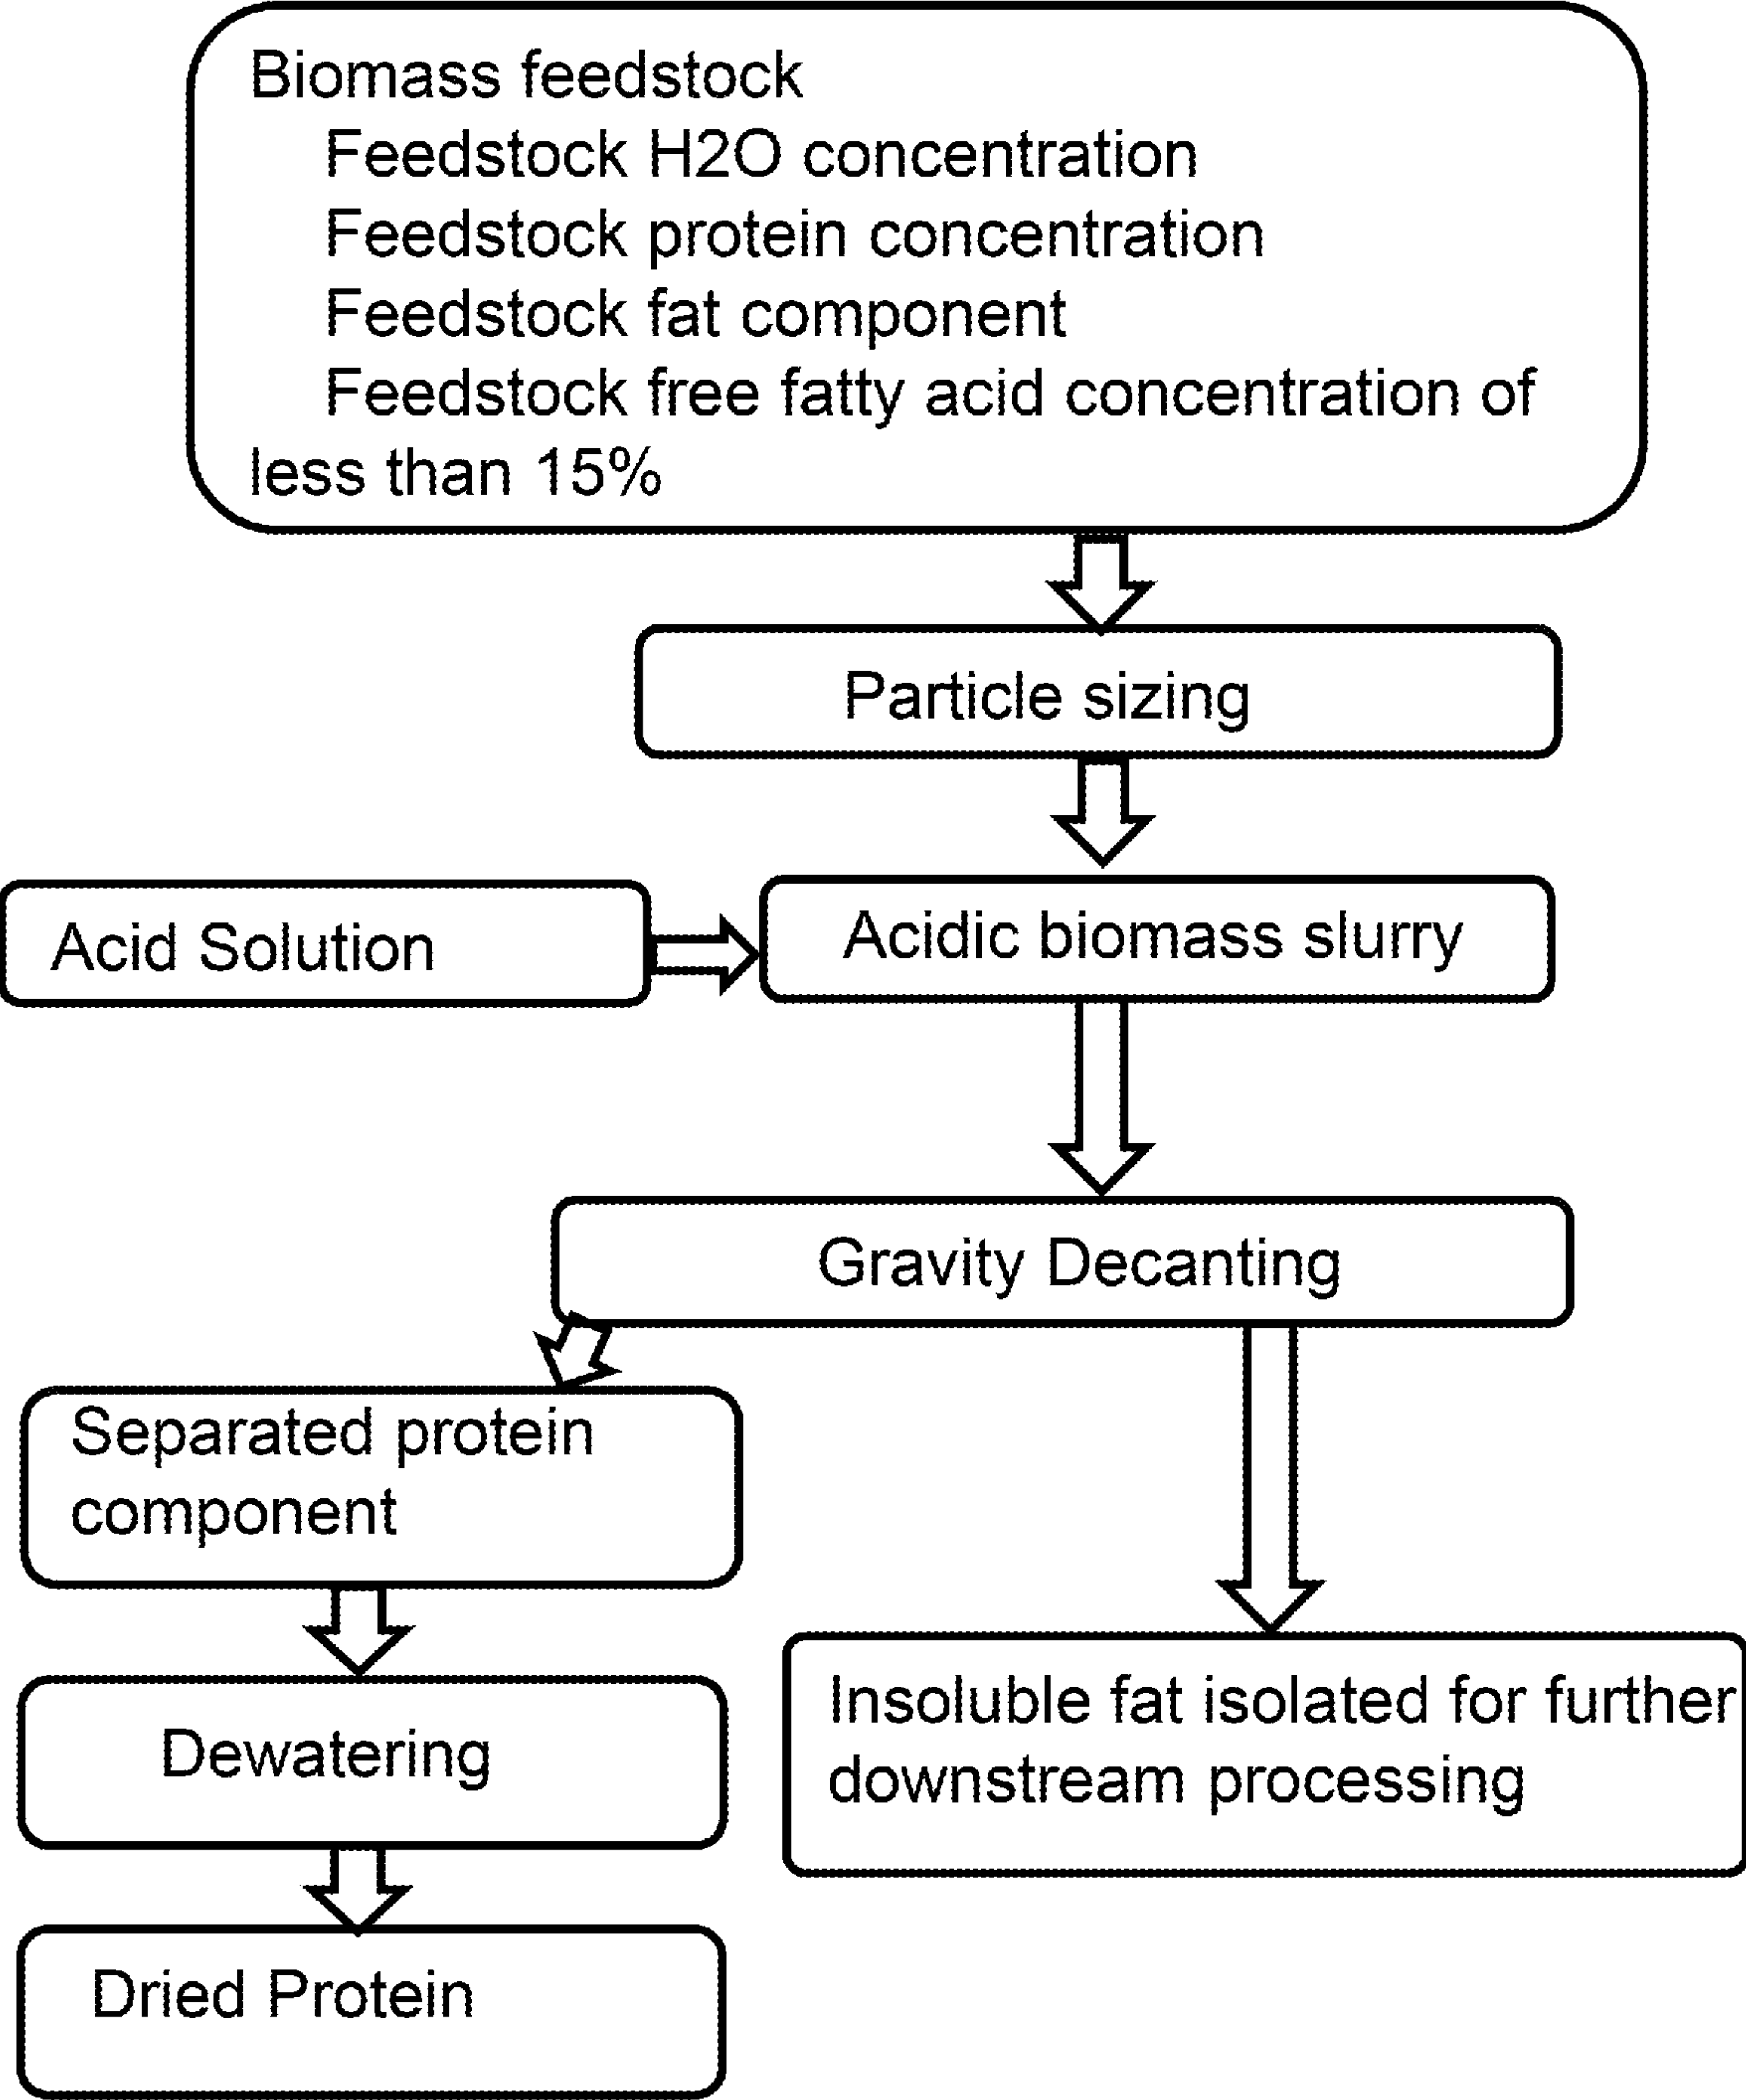 Biomass feedstock
Feedstock H2O concentration
Feedstock protein concentration
Feedstock fat component
Feedstock free fatty acid concentration of
less than 15%
Particle sizing
Acid Solution
Acidic biomass slurry
Gravity Decanting
Separated protein
component
Insoluble fat isolated for further
downstream processing
Dewatering
Dried Protein